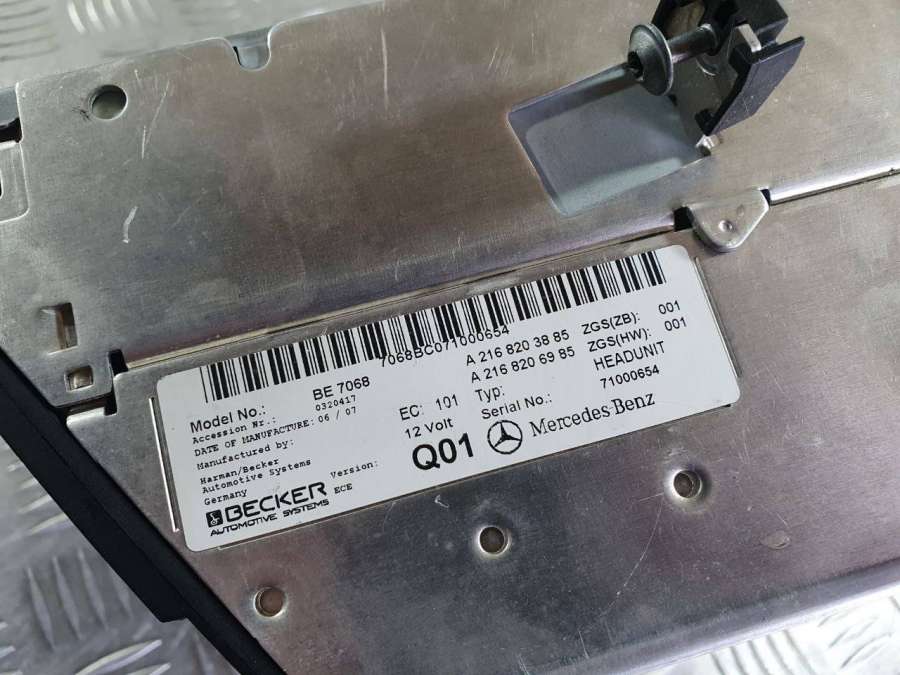 7068BC071000654
Model No.: BE 7068
Accession Nr.: 0320417
DATE OF MANUFACTURE: 06 / 07
Manufactured by:
Harman/Becker
Automotive Systems
Germany
Version:
ECE
BECKER
AUTOMOTIVE SYSTEMS
A 216 820 38 85
A 216 820 69 85
EC: 101
12 Volt
Q01
ZGS(ZB): 001
ZGS(HW): 001
Typ: HEADUNIT
Serial No.: 71000654
Mercedes-Benz